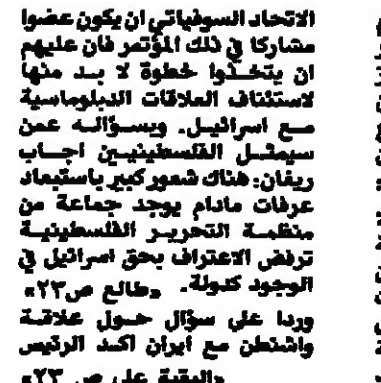 الاتحاد السوفياتي ان يكون عضوا
مشاركا في ذلك المؤتمر فان عليهم
ان يتخذوا خطوة لا بد منها
لاستئناف العلاقات الدبلوماسية
مع اسرائيل. وبسؤاله عمن
سيمثل الفلسطينيين اجاب
ريغان: هناك شعور كبير باستبعاد
عرفات مادام يوجد جماعة من
منظمة التحرير الفلسطينية
ترفض الاعتراف بحق اسرائيل في
الوجود كدولة. «طالع ص٢٣»
وردا على سؤال حول علاقة
واشنطن مع ايران اكد الرئيس
«البقية على ص ٢٣»